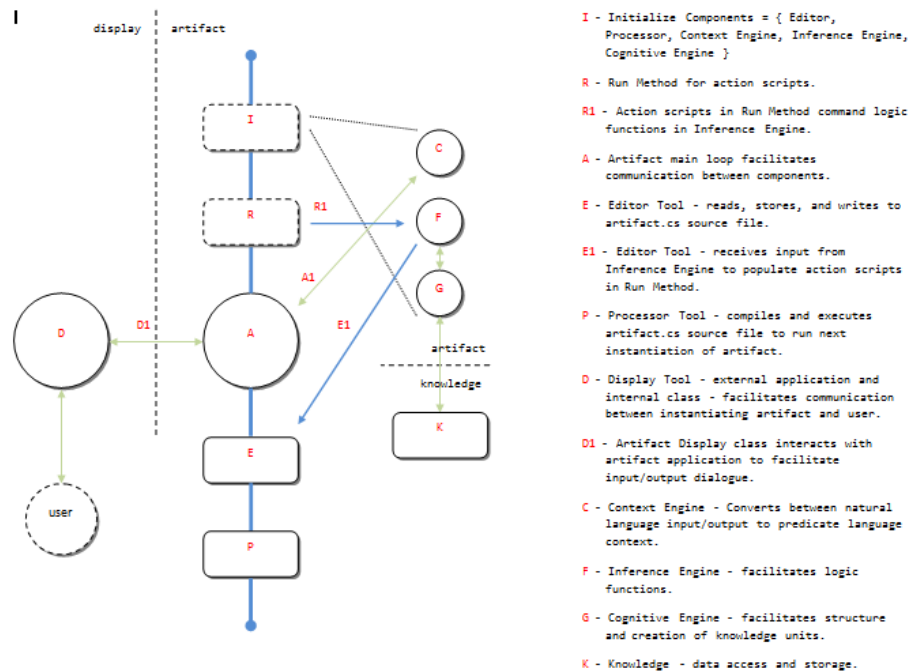 I
display
artifact
I
C
R
R1
F
A1
G
D
D1
A
E1
artifact
knowledge
K
E
user
P
I - Initialize Components = { Editor,
Processor, Context Engine, Inference Engine,
Cognitive Engine }
R - Run Method for action scripts.
R1 - Action scripts in Run Method command logic
functions in Inference Engine.
A - Artifact main loop facilitates
communication between components.
E - Editor Tool - reads, stores, and writes to
artifact.cs source file.
E1 - Editor Tool - receives input from
Inference Engine to populate action scripts
in Run Method.
P - Processor Tool - compiles and executes
artifact.cs source file to run next
instantiation of artifact.
D - Display Tool - external application and
internal class - facilitates communication
between instantiating artifact and user.
D1 - Artifact Display class interacts with
artifact application to facilitate
input/output dialogue.
C - Context Engine - Converts between natural
language input/output to predicate language
context.
F - Inference Engine - facilitates logic
functions.
G - Cognitive Engine - facilitates structure
and creation of knowledge units.
K - Knowledge - data access and storage.